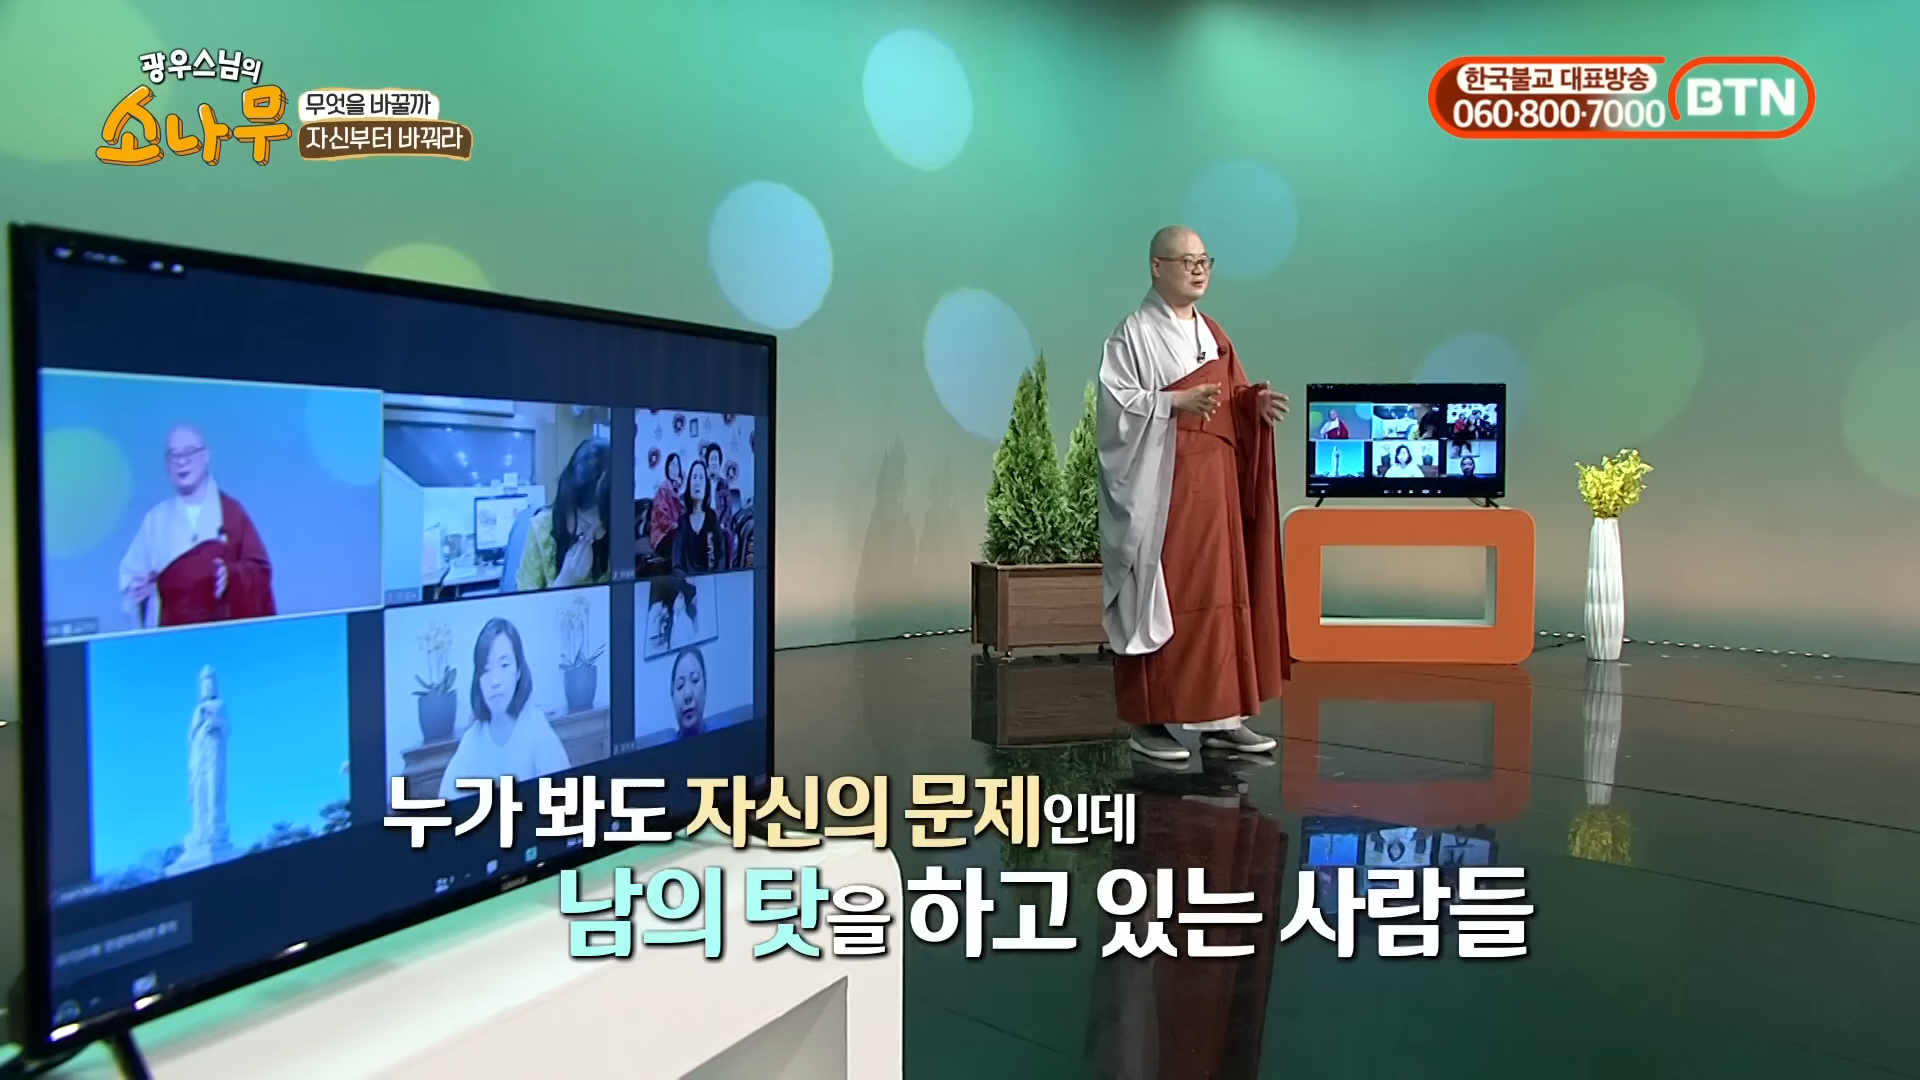 광우스님의
소나무
무엇을 바꿀까
자신부터 바꿔라
한국불교 대표방송
060·800·7000
BTN
누가 봐도 자신의 문제인데
남의 탓을 하고 있는 사람들